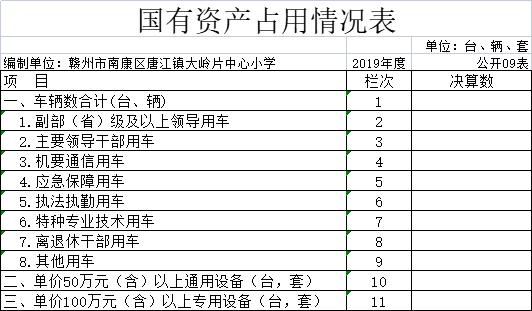 国有资产占用情况表
单位：台、辆、套
编制单位：赣州市南康区唐江镇大岭片中心小学 2019年度 公开09表
项 目 栏次 决算数
一、车辆数合计(台、辆) 1
1.副部（省）级及以上领导用车 2
2.主要领导干部用车 3
3.机要通信用车 4
4.应急保障用车 5
5.执法执勤用车 6
6.特种专业技术用车 7
7.离退休干部用车 8
8.其他用车 9
二、单价50万元（含）以上通用设备（台，套） 10
三、单价100万元（含）以上专用设备（台，套） 11